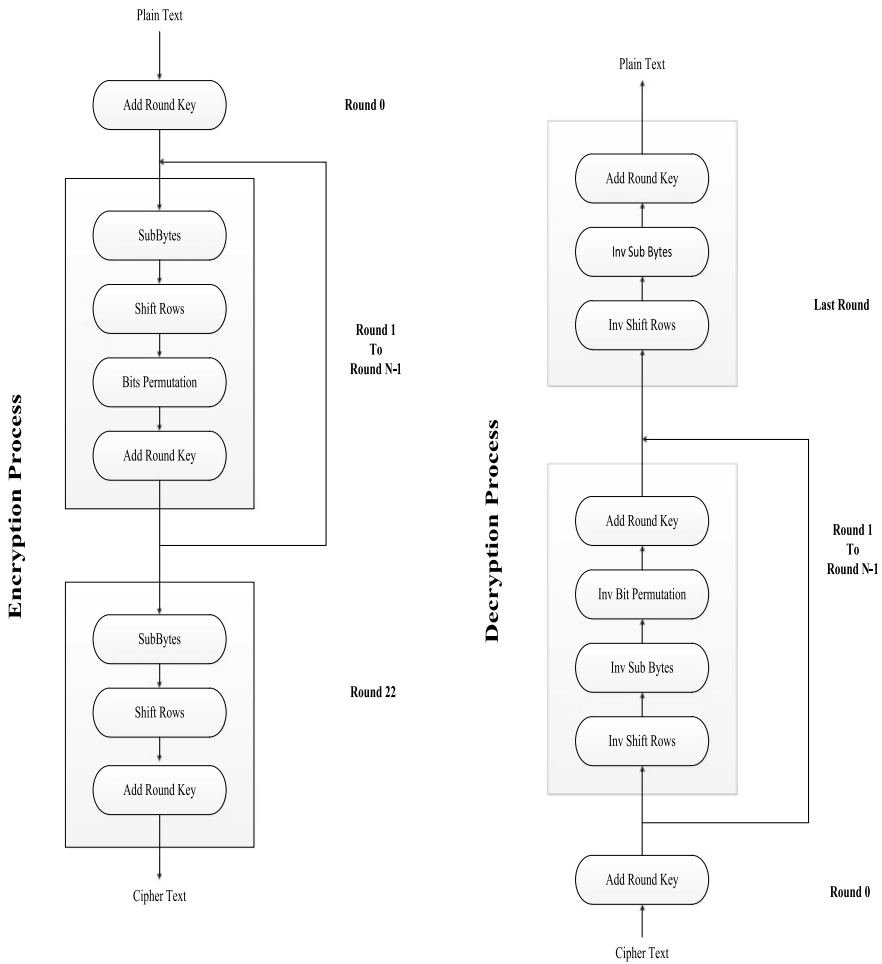 Plain Text
Add Round Key
Round 0
SubBytes
Shift Rows
Bits Permutation
Add Round Key
Round 1
To
Round N-1
Encryption Process
SubBytes
Shift Rows
Add Round Key
Round 22
Cipher Text
Plain Text
Add Round Key
Inv Sub Bytes
Inv Shift Rows
Last Round
Decryption Process
Add Round Key
Inv Bit Permutation
Inv Sub Bytes
Inv Shift Rows
Round 1
To
Round N-1
Add Round Key
Round 0
Cipher Text